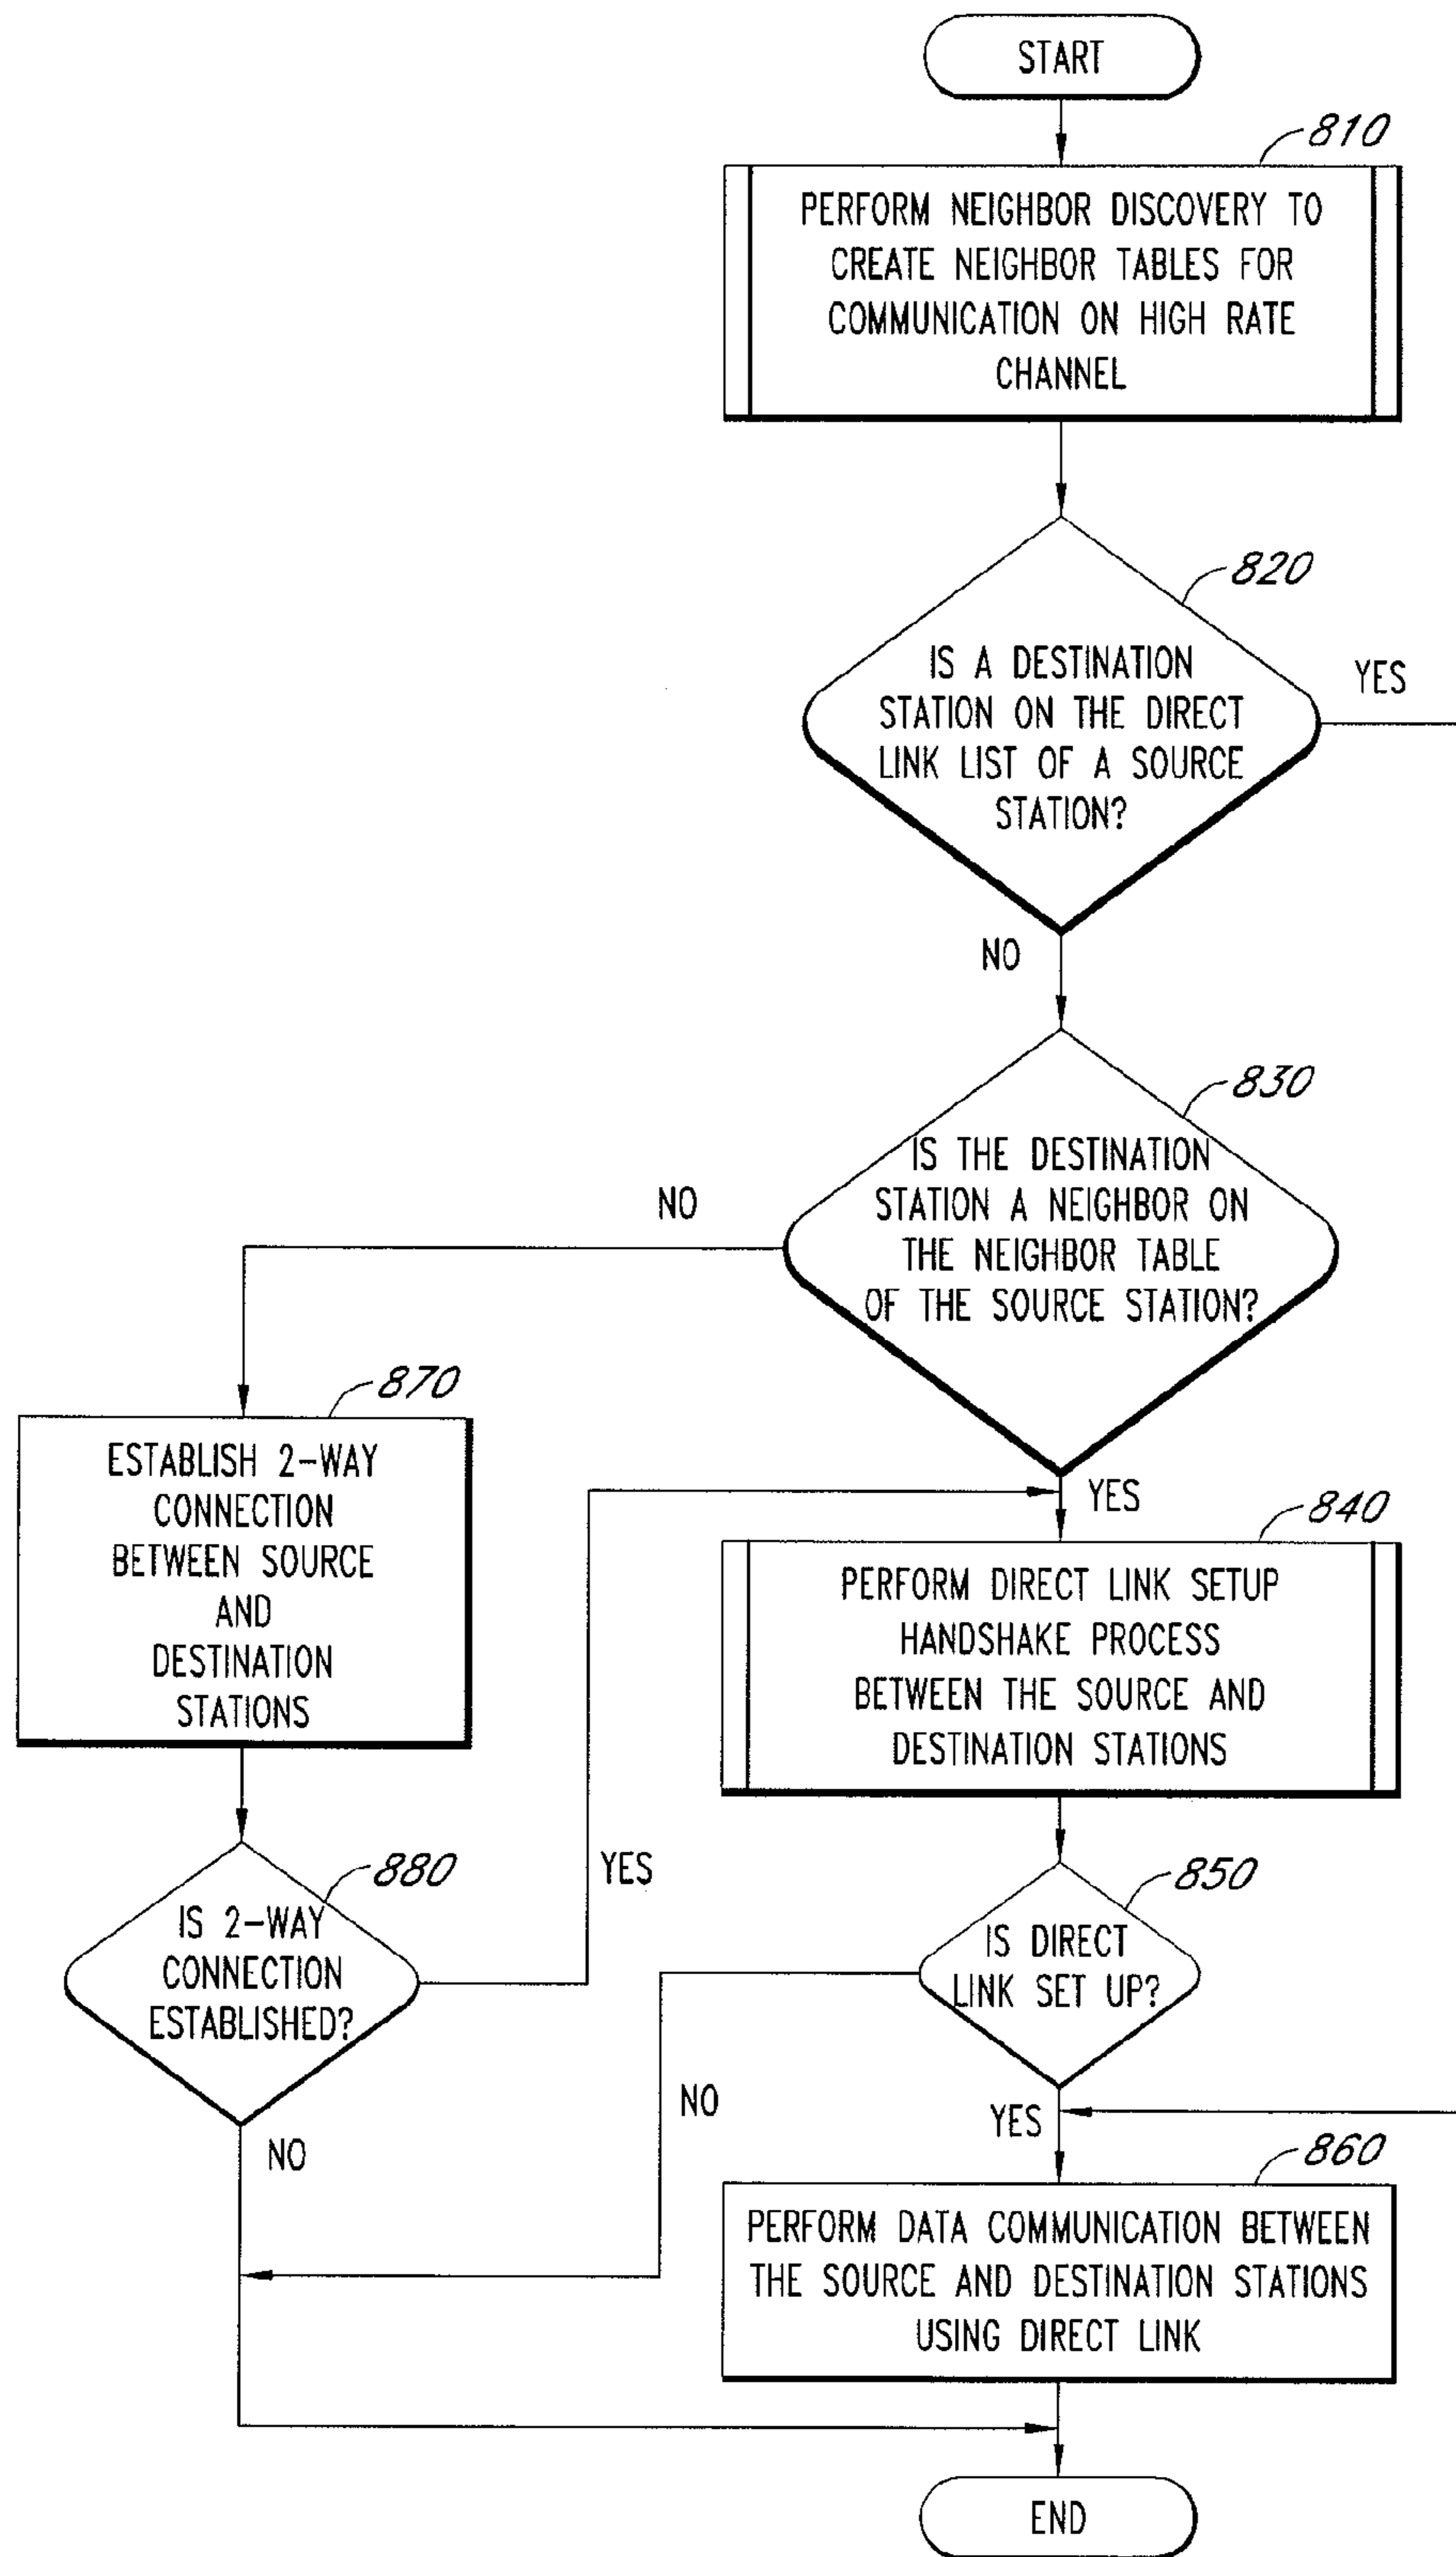 START
810
PERFORM NEIGHBOR DISCOVERY TO
CREATE NEIGHBOR TABLES FOR
COMMUNICATION ON HIGH RATE
CHANNEL
820
IS A DESTINATION
STATION ON THE DIRECT
LINK LIST OF A SOURCE
STATION?
YES
NO
830
IS THE DESTINATION
STATION A NEIGHBOR ON
THE NEIGHBOR TABLE
OF THE SOURCE STATION?
NO
YES
870
ESTABLISH 2-WAY
CONNECTION
BETWEEN SOURCE
AND
DESTINATION
STATIONS
840
PERFORM DIRECT LINK SETUP
HANDSHAKE PROCESS
BETWEEN THE SOURCE AND
DESTINATION STATIONS
880
IS 2-WAY
CONNECTION
ESTABLISHED?
YES
NO
850
IS DIRECT
LINK SET UP?
NO
YES
860
PERFORM DATA COMMUNICATION BETWEEN
THE SOURCE AND DESTINATION STATIONS
USING DIRECT LINK
END